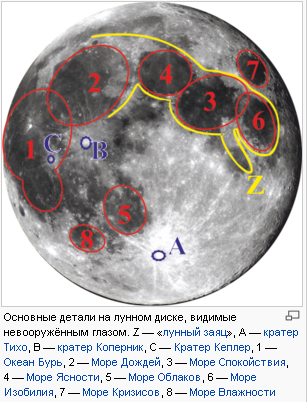 7
2
4
3
6
1
C
B
Z
5
8
A
Основные детали на лунном диске, видимые
невооружённым глазом. Z — «лунный заяц», A — кратер
Тихо, B — кратер Коперник, C — Кратер Кеплер, 1 —
Океан Бурь, 2 — Море Дождей, 3 — Море Спокойствия,
4 — Море Ясности, 5 — Море Облаков, 6 — Море
Изобилия, 7 — Море Кризисов, 8 — Море Влажности